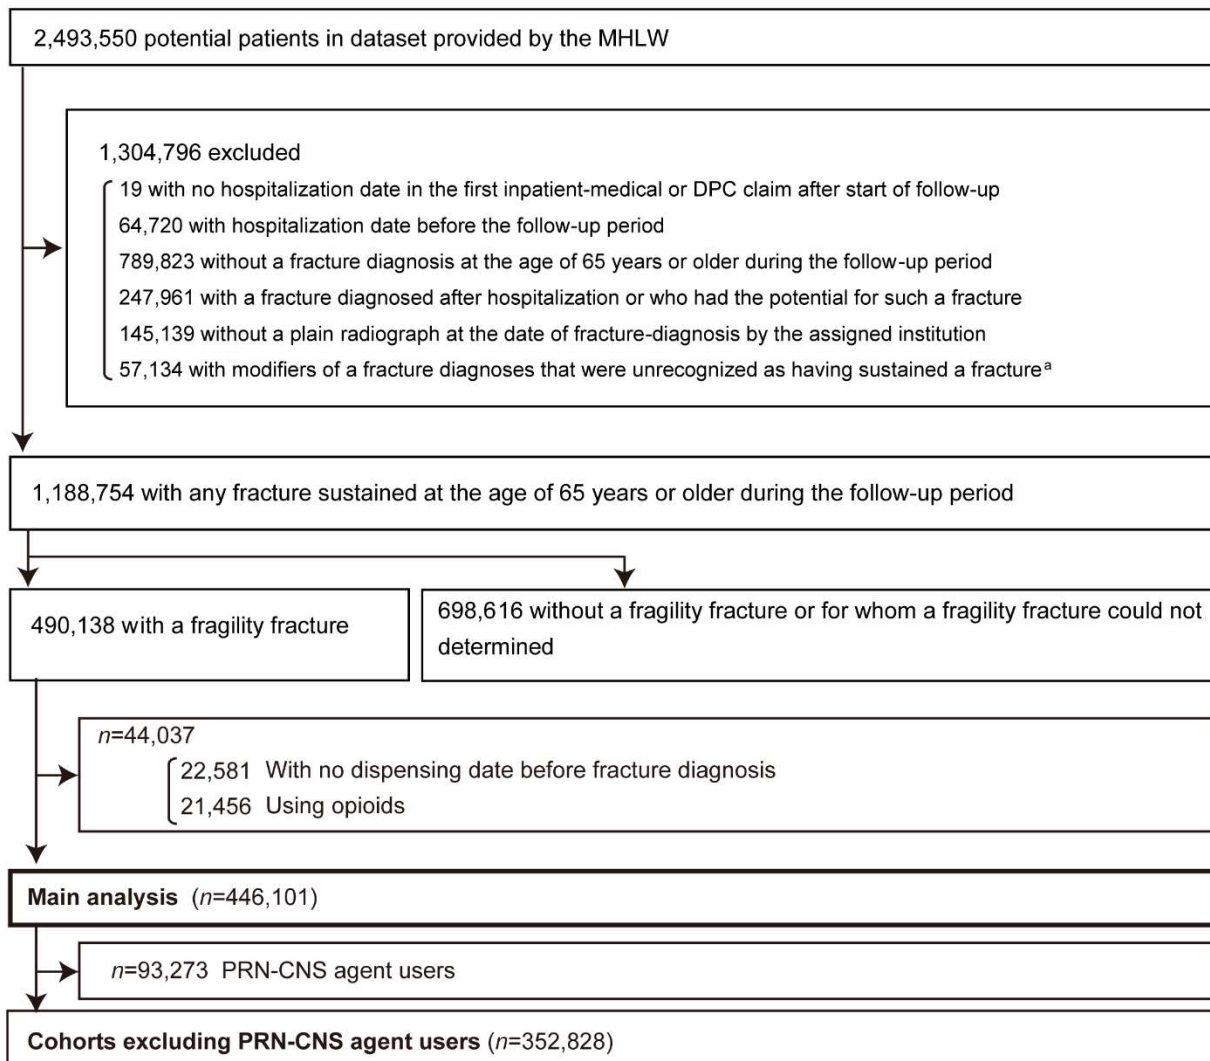 2,493,550 potential patients in dataset provided by the MHLW
1,304,796 excluded
19 with no hospitalization date in the first inpatient-medical or DPC claim after start of follow-up
64,720 with hospitalization date before the follow-up period
789,823 without a fracture diagnosis at the age of 65 years or older during the follow-up period
247,961 with a fracture diagnosed after hospitalization or who had the potential for such a fracture
145,139 without a plain radiograph at the date of fracture-diagnosis by the assigned institution
57,134 with modifiers of a fracture diagnoses that were unrecognized as having sustained a fractureᵃ
1,188,754 with any fracture sustained at the age of 65 years or older during the follow-up period
490,138 with a fragility fracture
698,616 without a fragility fracture or for whom a fragility fracture could not
determined
n=44,037
22,581 With no dispensing date before fracture diagnosis
21,456 Using opioids
Main analysis (n=446,101)
n=93,273 PRN-CNS agent users
Cohorts excluding PRN-CNS agent users (n=352,828)